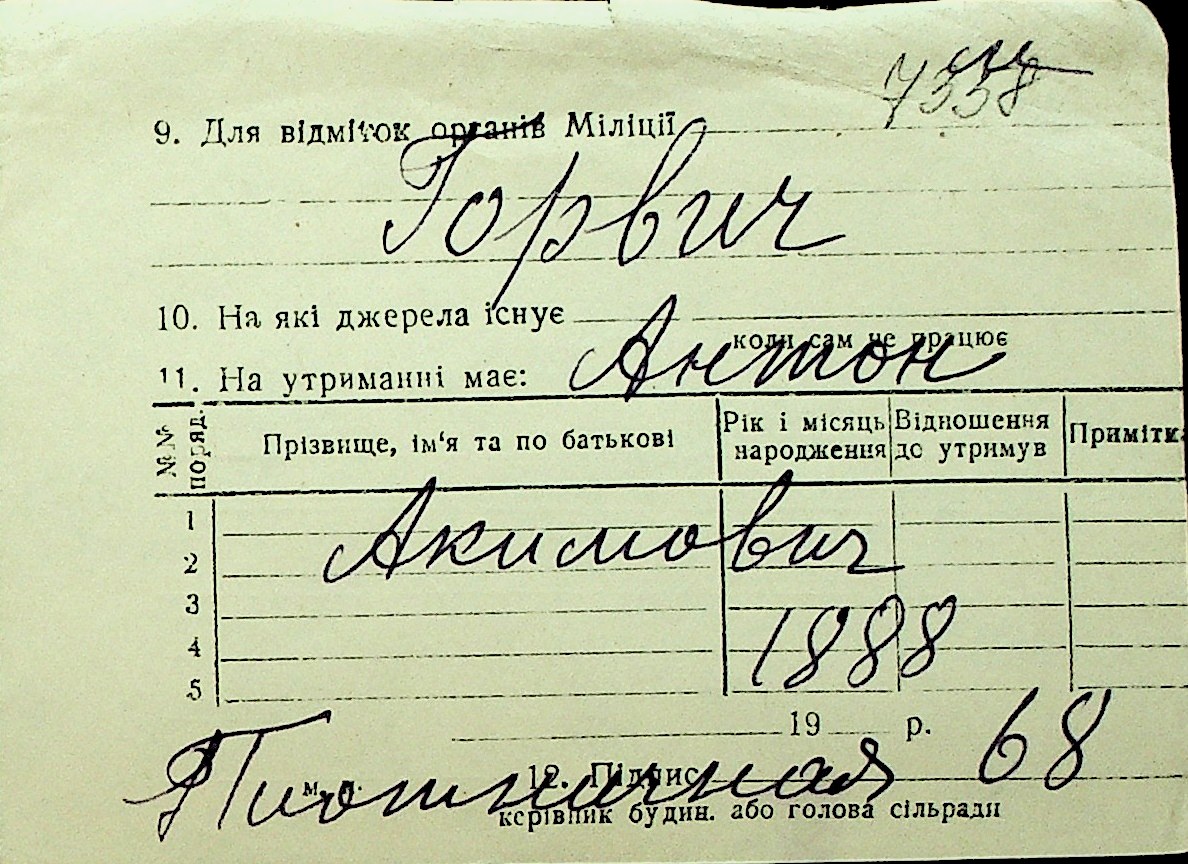 7338
9. Для відміток органів Міліції
Горвич
10. На які джерела існує
коли сам не працює
11. На утриманні має:
Антон
№№ поряд. Прізвище, ім‘я та по батькові Рік і місяць народження Відношення до утримув Примітка
1
Акимович
2
3
4
1888
5
19 р.
68
м. п. 12. Підпис
керівник будин. або голова сільради